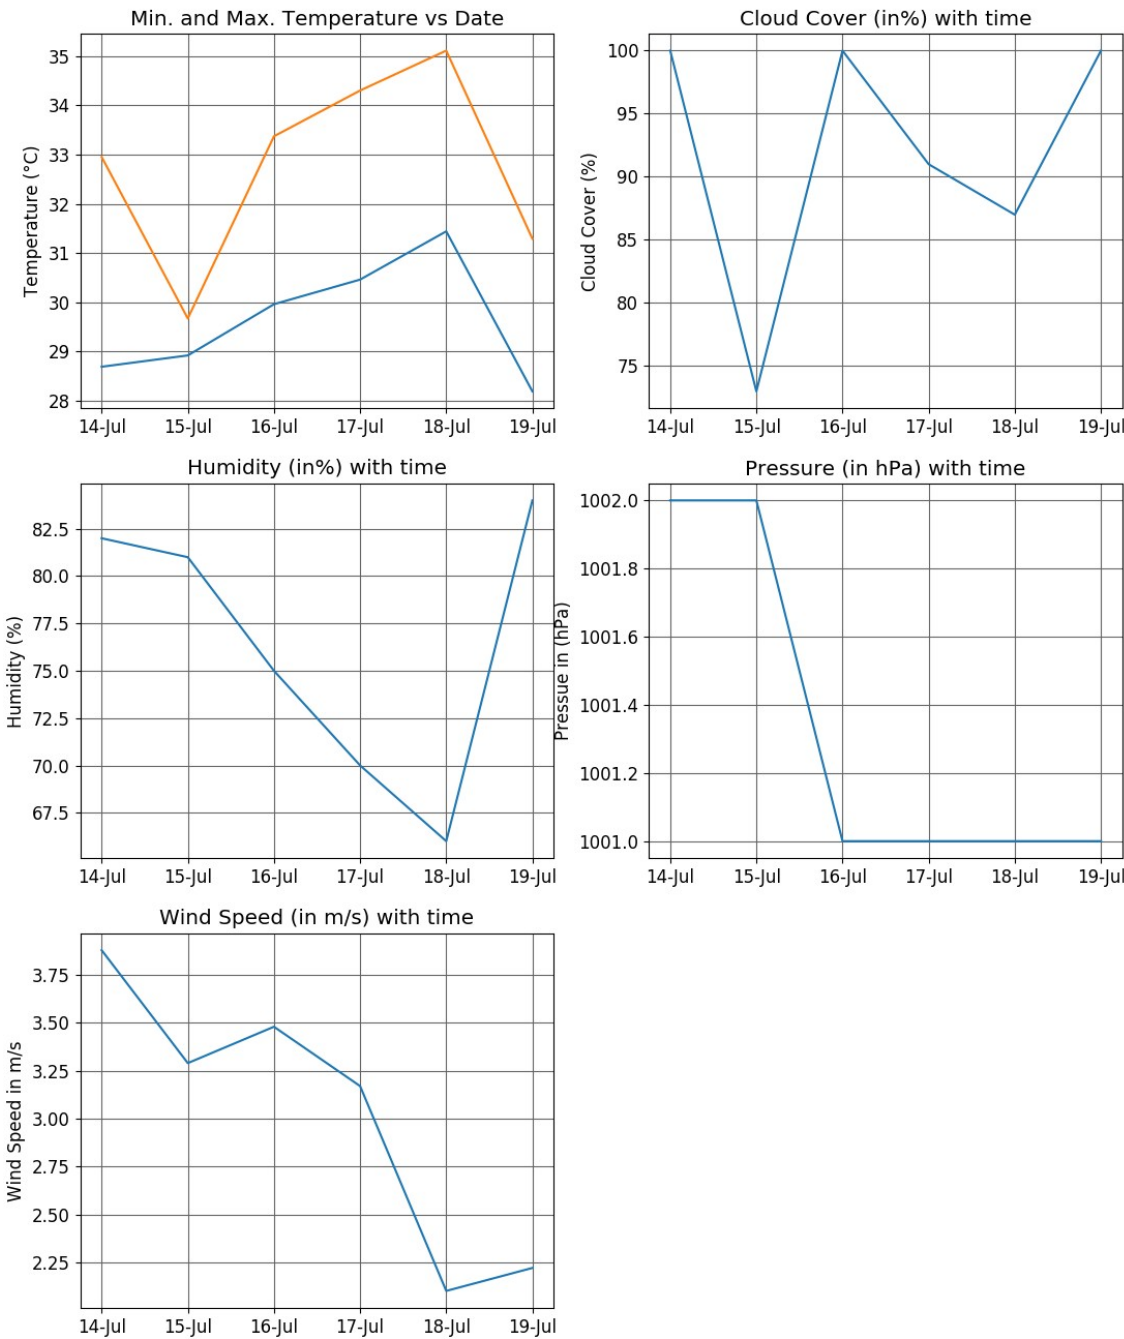 Min. and Max. Temperature vs Date
Temperature (°C)
35
34
33
32
31
30
29
28
14-Jul 15-Jul 16-Jul 17-Jul 18-Jul 19-Jul
Cloud Cover (in%) with time
Cloud Cover (%)
100
95
90
85
80
75
14-Jul 15-Jul 16-Jul 17-Jul 18-Jul 19-Jul
Humidity (in%) with time
Humidity (%)
82.5
80.0
77.5
75.0
72.5
70.0
67.5
14-Jul 15-Jul 16-Jul 17-Jul 18-Jul 19-Jul
Pressure (in hPa) with time
Pressue in (hPa)
1002.0
1001.8
1001.6
1001.4
1001.2
1001.0
14-Jul 15-Jul 16-Jul 17-Jul 18-Jul 19-Jul
Wind Speed (in m/s) with time
Wind Speed in m/s
3.75
3.50
3.25
3.00
2.75
2.50
2.25
14-Jul 15-Jul 16-Jul 17-Jul 18-Jul 19-Jul